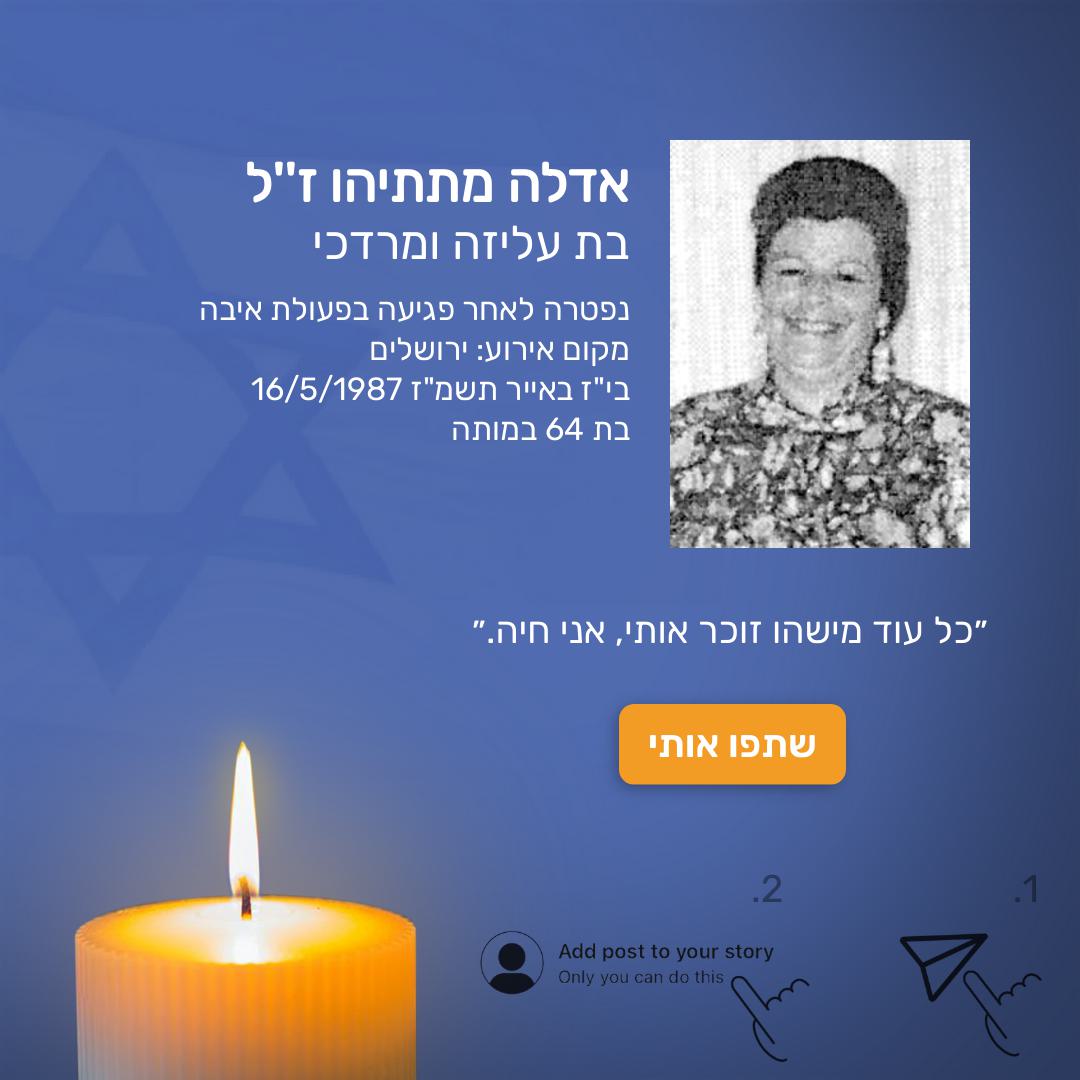 אדלה מתתיהו ז"ל
בת עליזה ומרדכי
נפטרה לאחר פגיעה בפעולת איבה
מקום אירוע: ירושלים
בי"ז באייר תשמ"ז 16/5/1987
בת 64 במותה
״כל עוד מישהו זוכר אותי, אני חיה.״
שתפו אותי
.1
.2
Add post to your story
Only you can do this